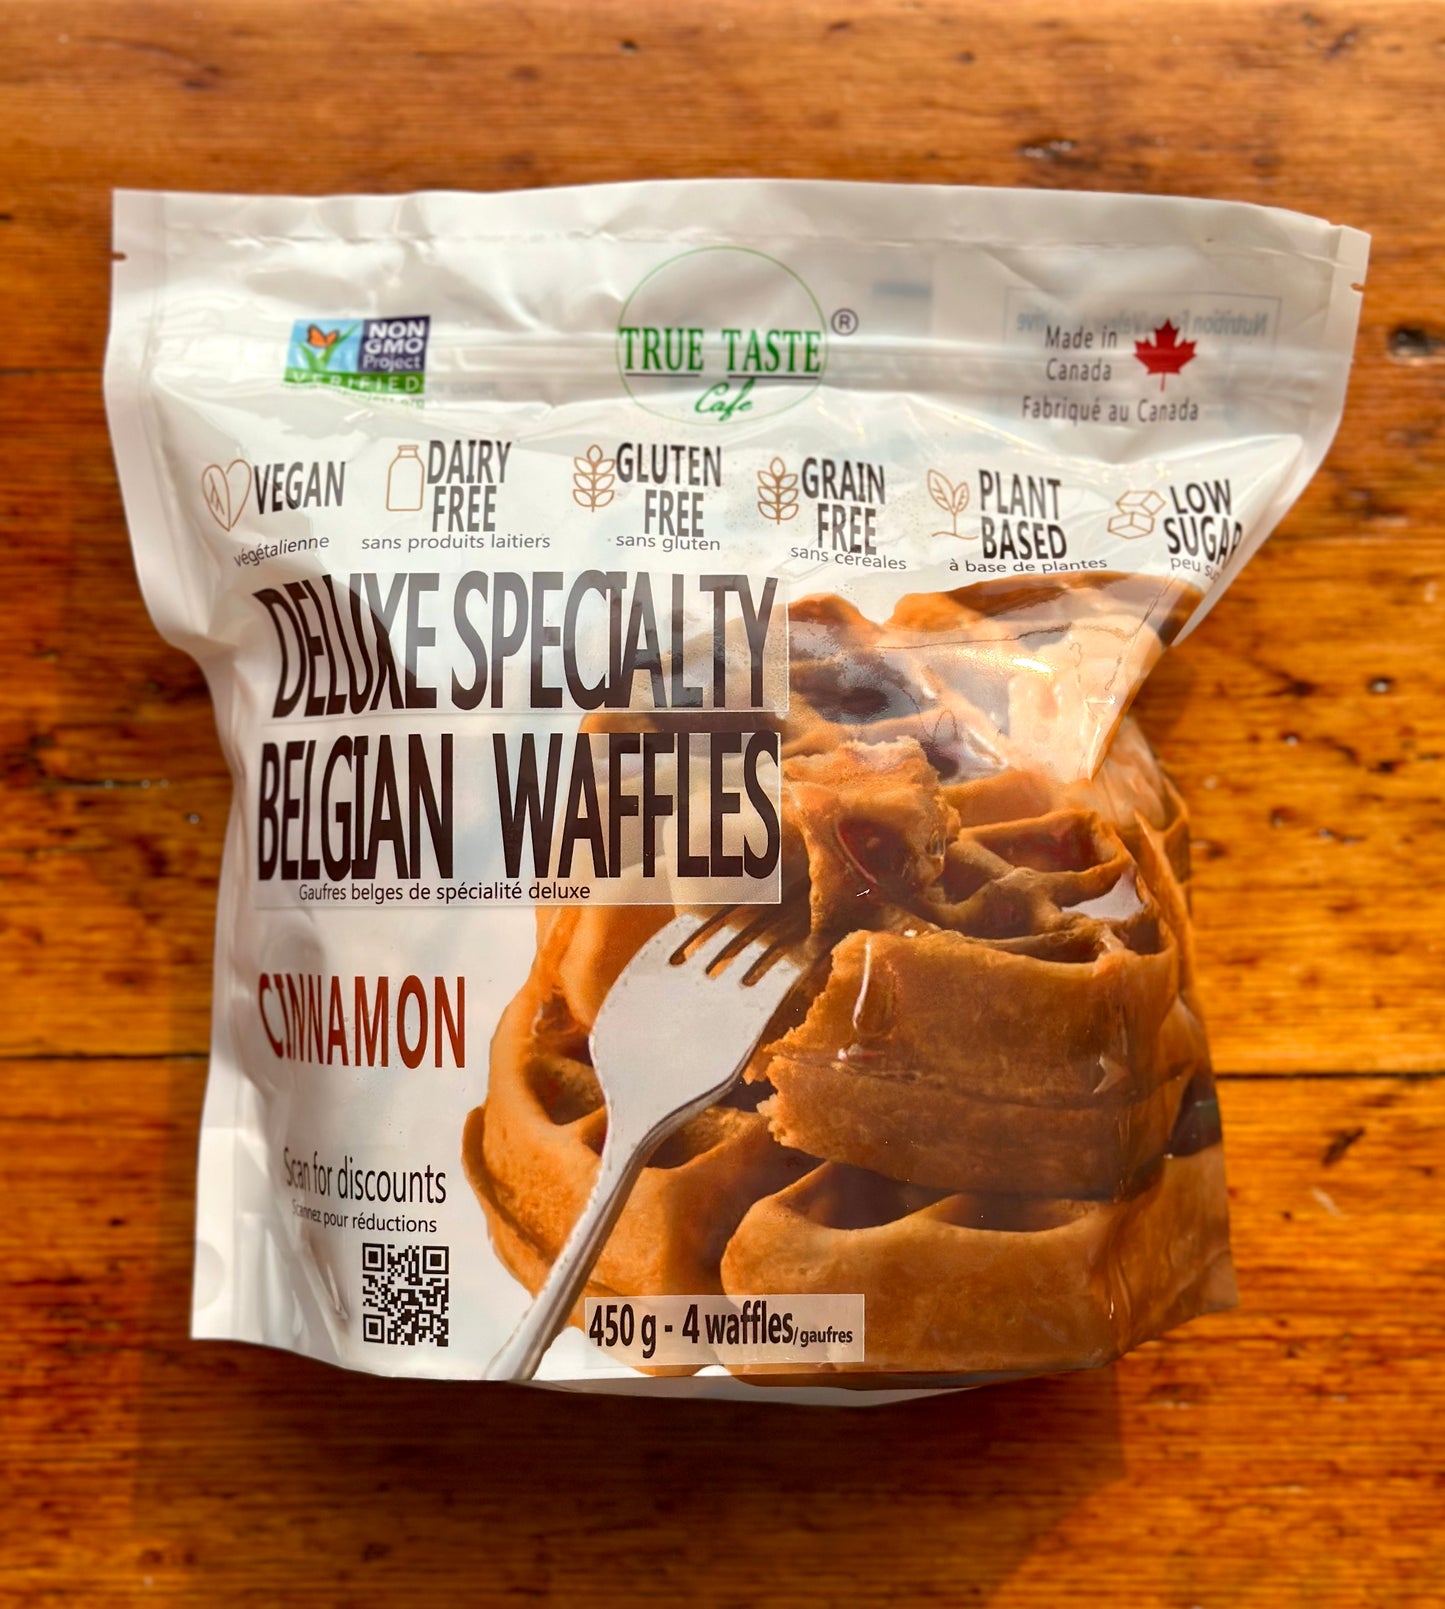 NON
GMO
Project
VERIFIED
TRUE TASTE ®
Cafe
Made in
Canada
Fabriqué au Canada
VEGAN
végétalienne
DAIRY
FREE
sans produits laitiers
GLUTEN
FREE
sans gluten
GRAIN
FREE
sans céréales
PLANT
BASED
à base de plantes
LOW
SUGAR
peu
DELUXE SPECIALTY
BELGIAN WAFFLES
Gaufres belges de spécialité deluxe
CINNAMON
Scan for discounts
Scannez pour réductions
450 g - 4 waffles/gaufres